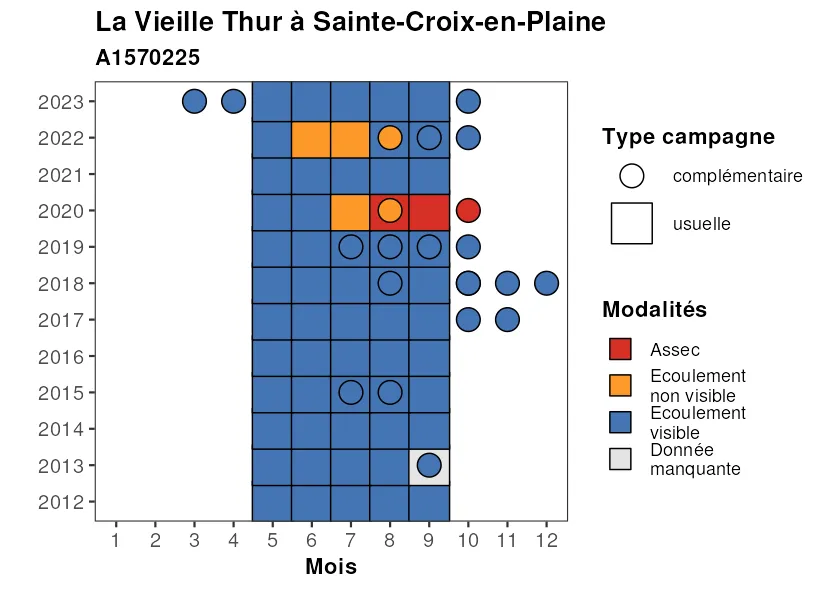 La Vieille Thur à Sainte-Croix-en-Plaine
A1570225
2023
2022
2021
2020
2019
2018
2017
2016
2015
2014
2013
2012
1 2 3 4 5 6 7 8 9 10 11 12
Mois
Type campagne
complémentaire
usuelle
Modalités
Assec
Ecoulement
non visible
Ecoulement
visible
Donnée
manquante